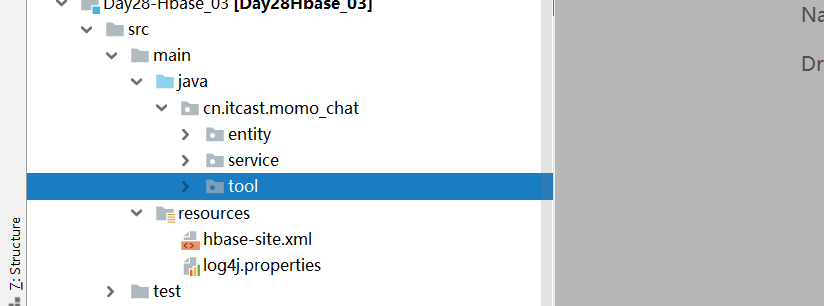 Day28-Hbase_03 [Day28Hbase_03]
src
main
java
cn.itcast.momo_chat
entity
service
tool
resources
hbase-site.xml
log4j.properties
test
7: Structure
Na
Dr